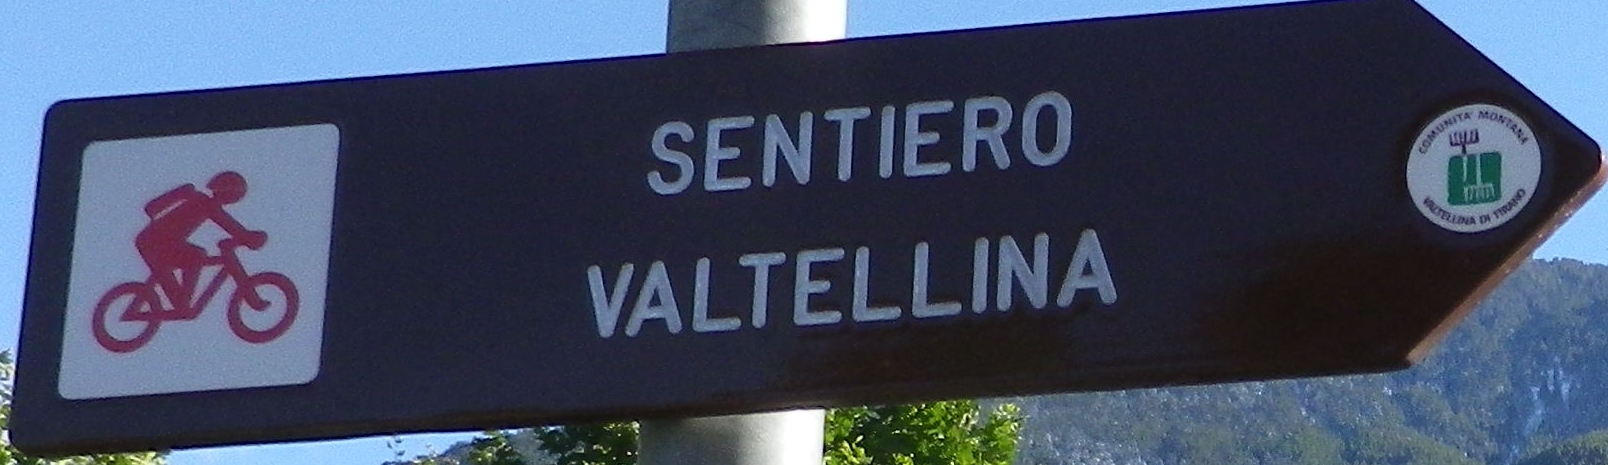 SENTIERO
VALTELLINA
COMUNITA' MONTANA
VALTELLINA DI TIRANO